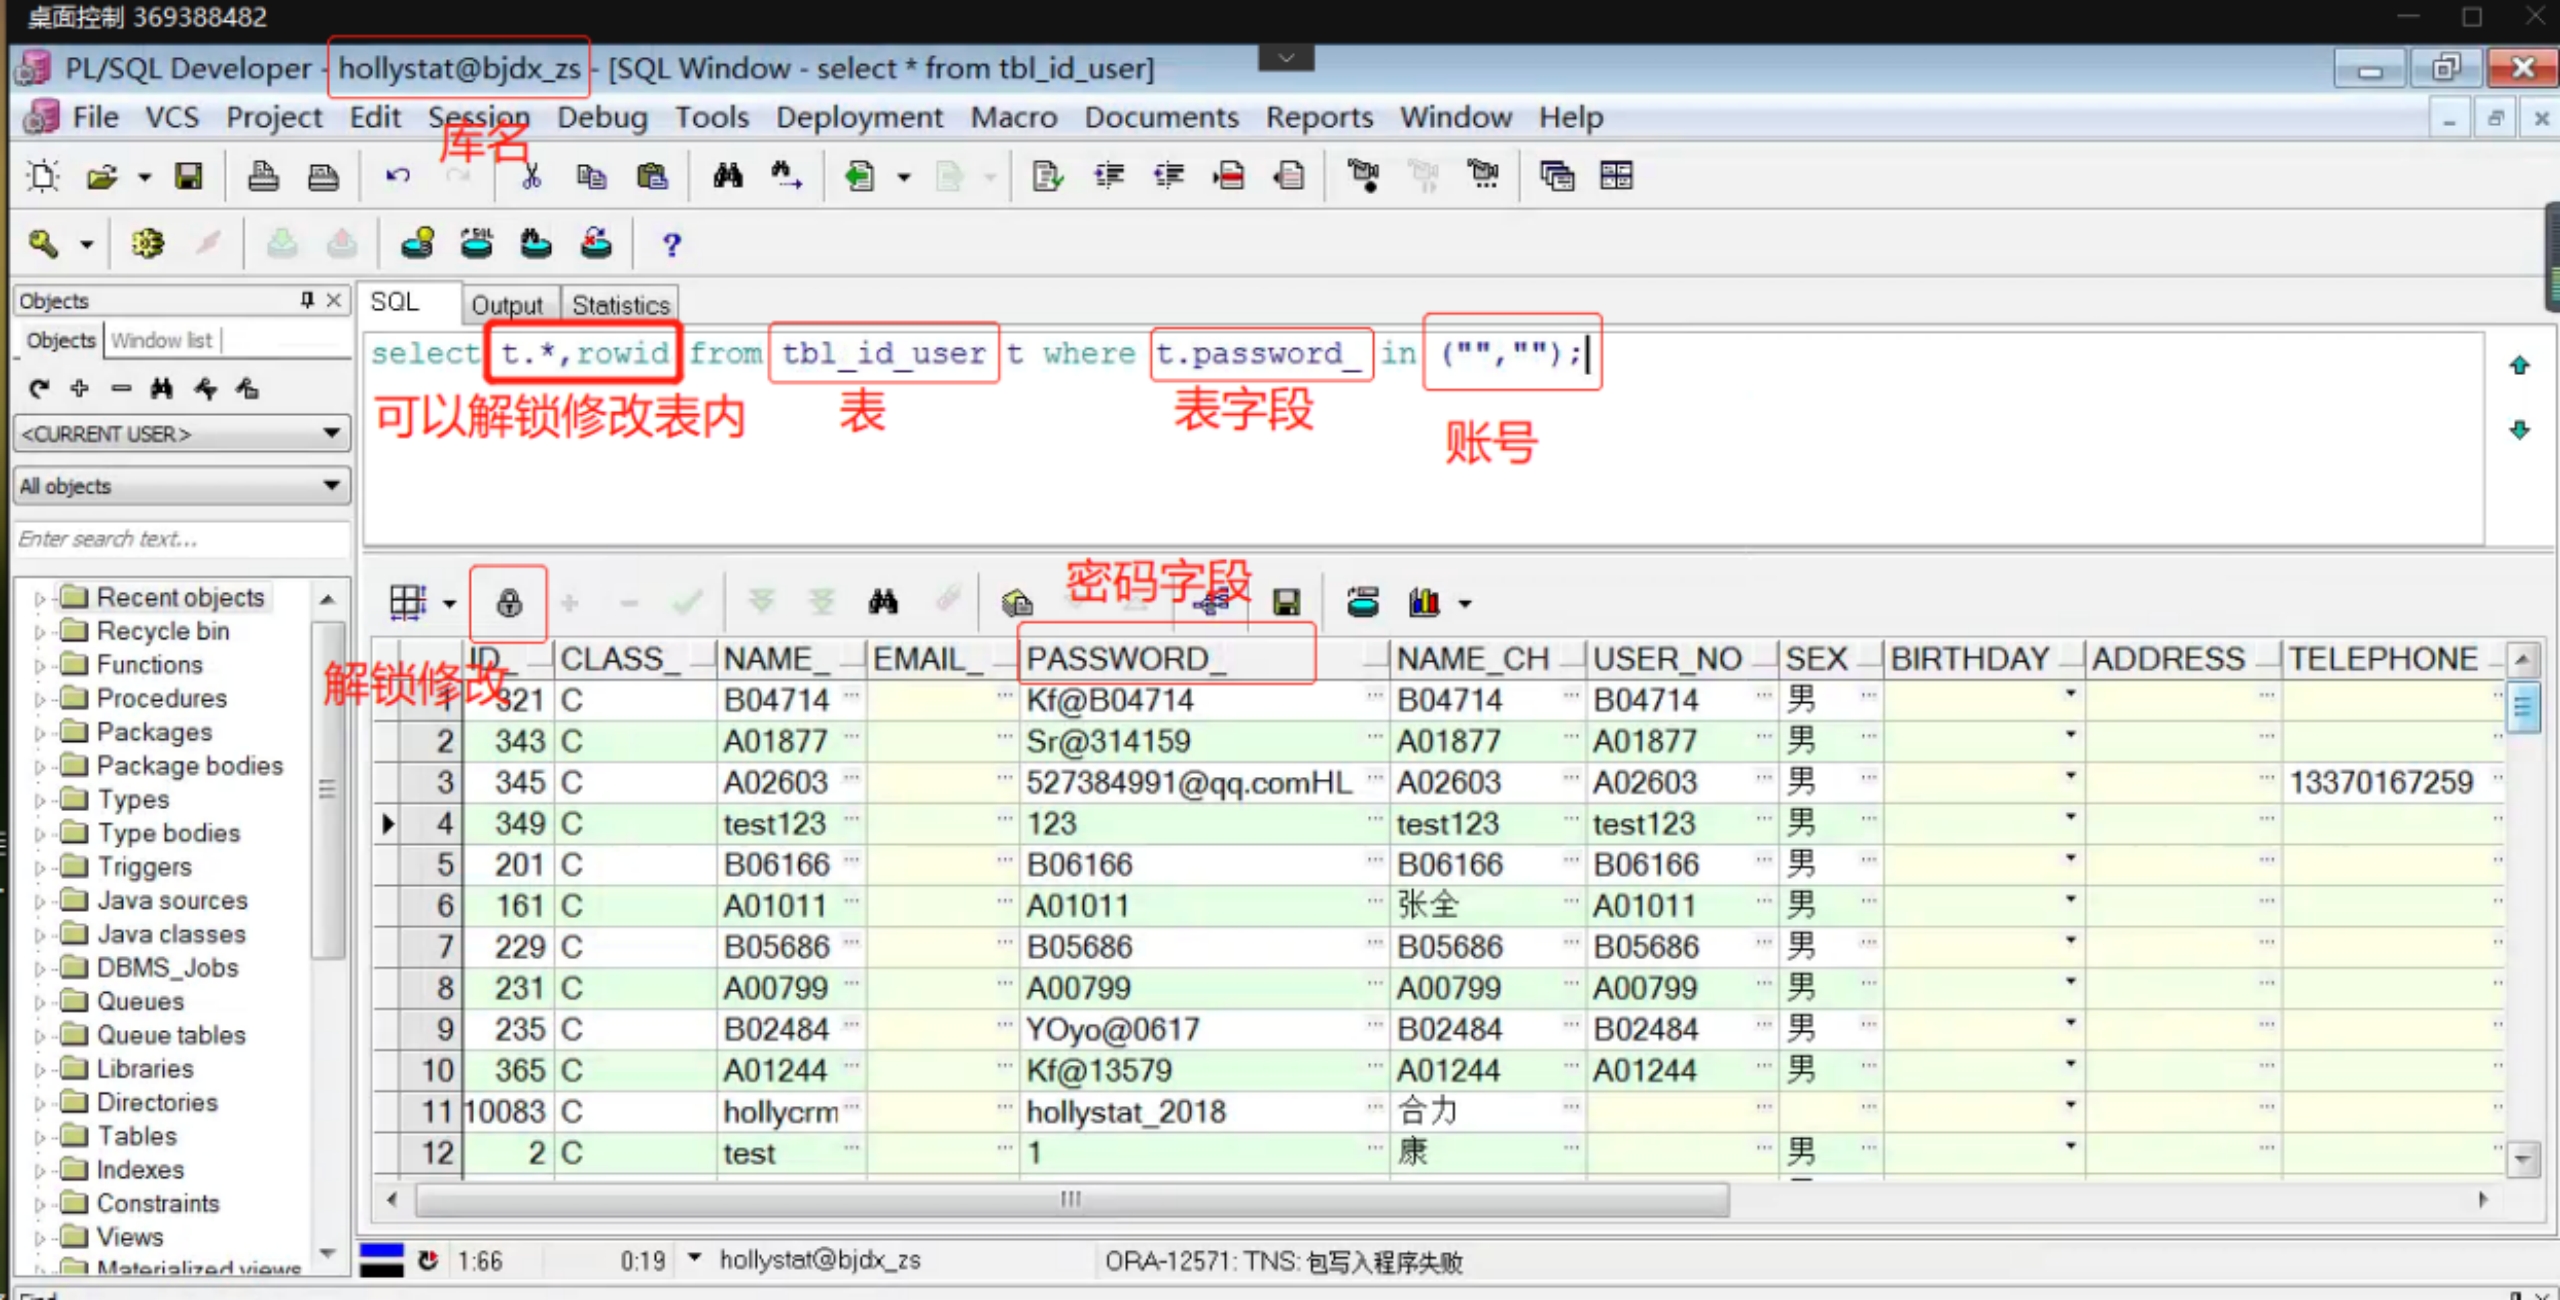 桌面控制 369388482
PL/SQL Developer - hollystat@bjdx_zs - [SQL Window - select * from tbl_id_user]
File VCS Project Edit Session Debug Tools Deployment Macro Documents Reports Window Help
库名
Objects
SQL Output Statistics
Objects Window list
select t.*,rowid from tbl_id_user t where t.password_ in ("","");
可以解锁修改表内 表 表字段 账号
<CURRENT USER>
All objects
Enter search text...
密码字段
解锁修改
Recent objects
Recycle bin
Functions
Procedures
Packages
Package bodies
Types
Type bodies
Triggers
Java sources
Java classes
DBMS_Jobs
Queues
Queue tables
Libraries
Directories
Tables
Indexes
Constraints
Views
Materialized views
ID_ CLASS_ NAME_ EMAIL_ PASSWORD_ NAME_CH USER_NO SEX BIRTHDAY ADDRESS TELEPHONE
1 321 C B04714 Kf@B04714 B04714 B04714 男
2 343 C A01877 Sr@314159 A01877 A01877 男
3 345 C A02603 527384991@qq.comHL A02603 A02603 男 13370167259
4 349 C test123 123 test123 test123 男
5 201 C B06166 B06166 B06166 B06166 男
6 161 C A01011 A01011 张全 A01011 男
7 229 C B05686 B05686 B05686 B05686 男
8 231 C A00799 A00799 A00799 A00799 男
9 235 C B02484 YOyo@0617 B02484 B02484 男
10 365 C A01244 Kf@13579 A01244 A01244 男
11 10083 C hollycrm hollystat_2018 合力
12 2 C test 1 康 男
1:66 0:19 hollystat@bjdx_zs ORA-12571: TNS: 包写入程序失败